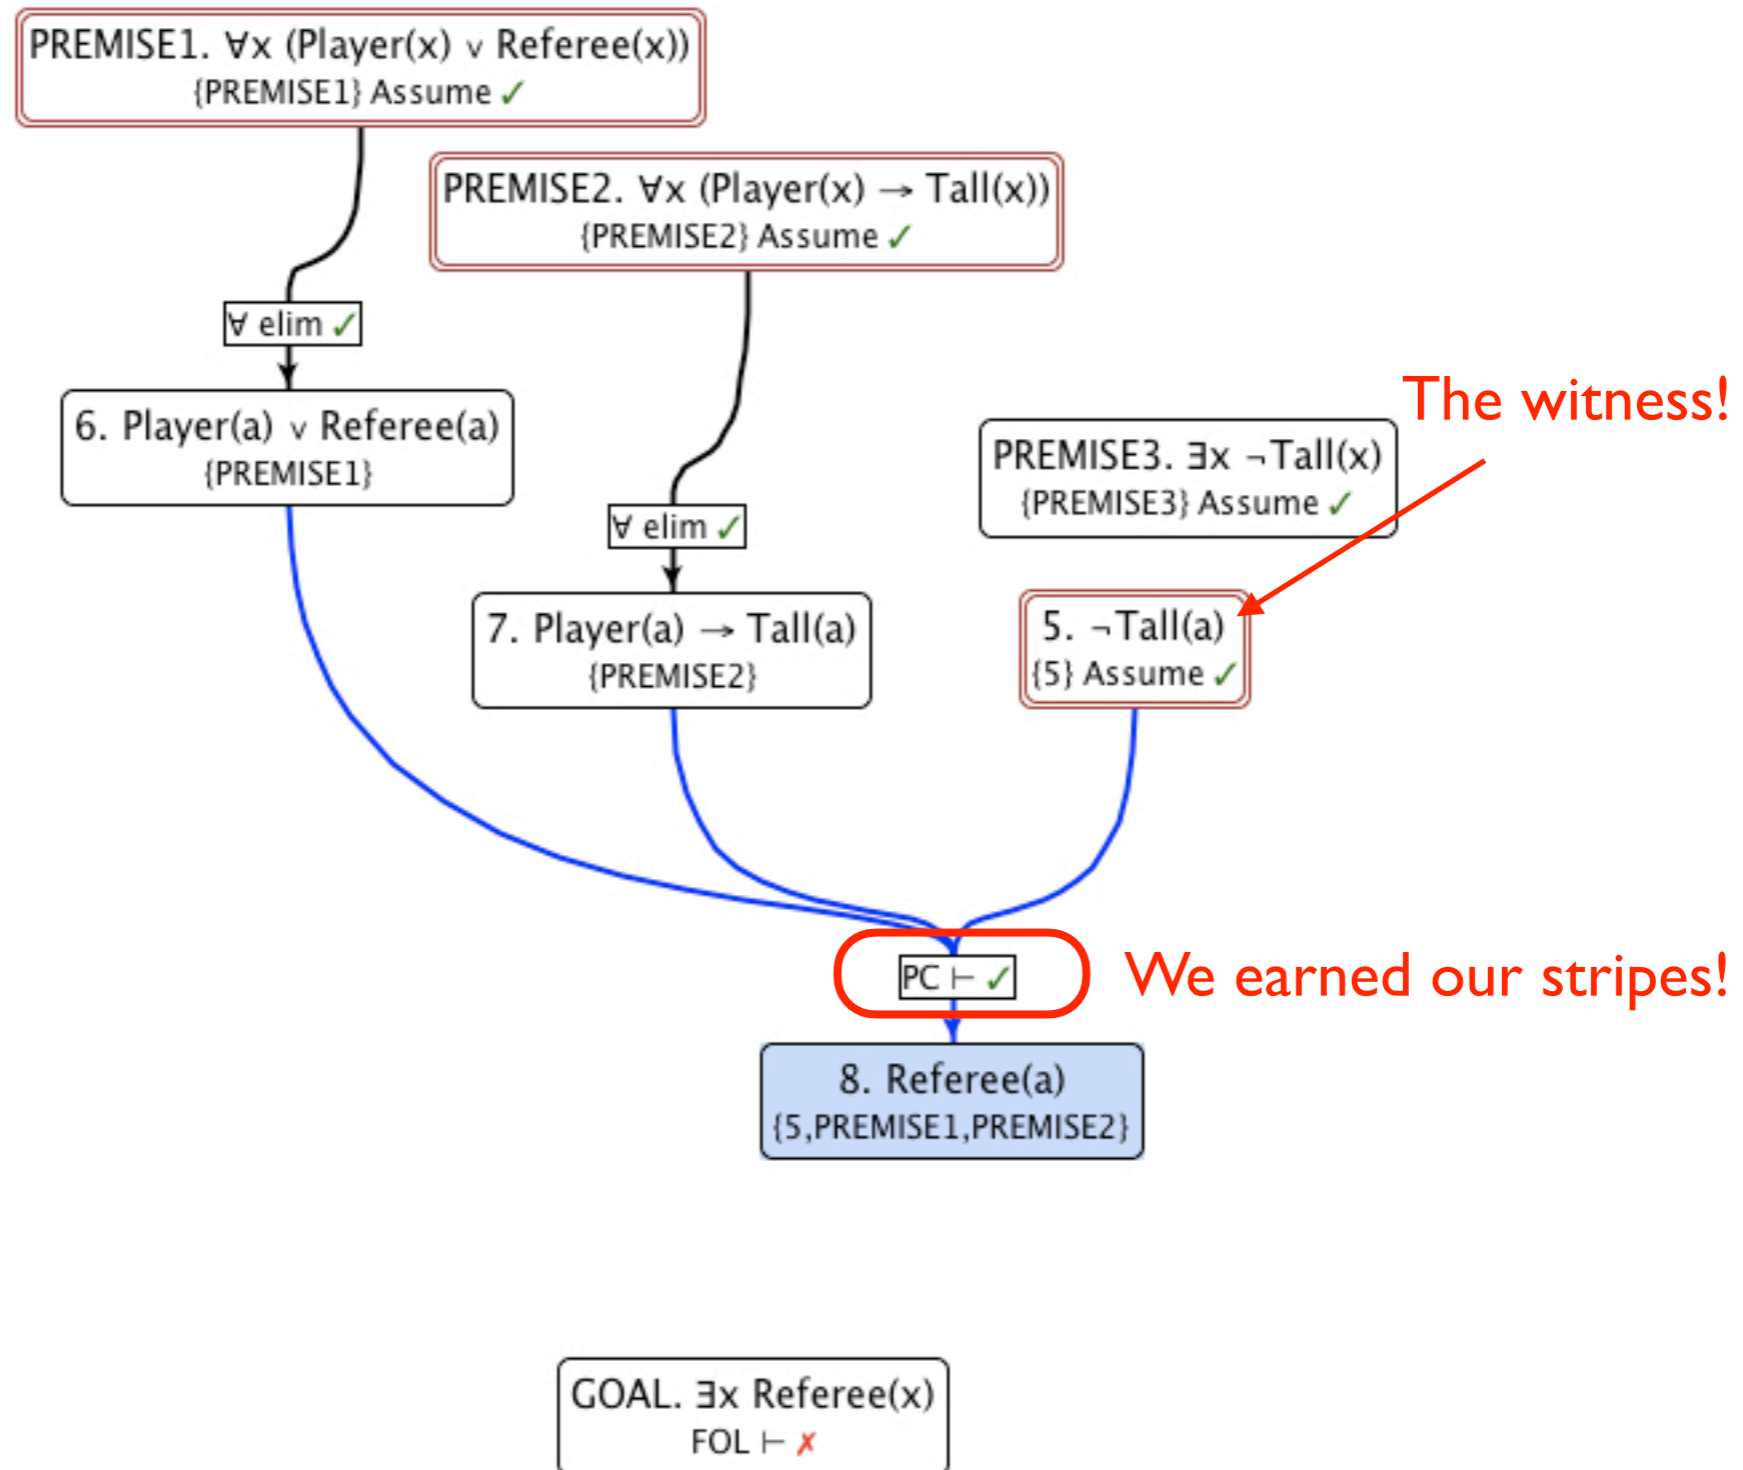 PREMISE1. ∀x (Player(x) ∨ Referee(x))
{PREMISE1} Assume ✓
PREMISE2. ∀x (Player(x) → Tall(x))
{PREMISE2} Assume ✓
∀ elim ✓
The witness!
6. Player(a) ∨ Referee(a)
{PREMISE1}
PREMISE3. ∃x ¬Tall(x)
{PREMISE3} Assume ✓
∀ elim ✓
7. Player(a) → Tall(a)
{PREMISE2}
5. ¬Tall(a)
{5} Assume ✓
PC ⊢ ✓
We earned our stripes!
8. Referee(a)
{5,PREMISE1,PREMISE2}
GOAL. ∃x Referee(x)
FOL ⊢ ✗